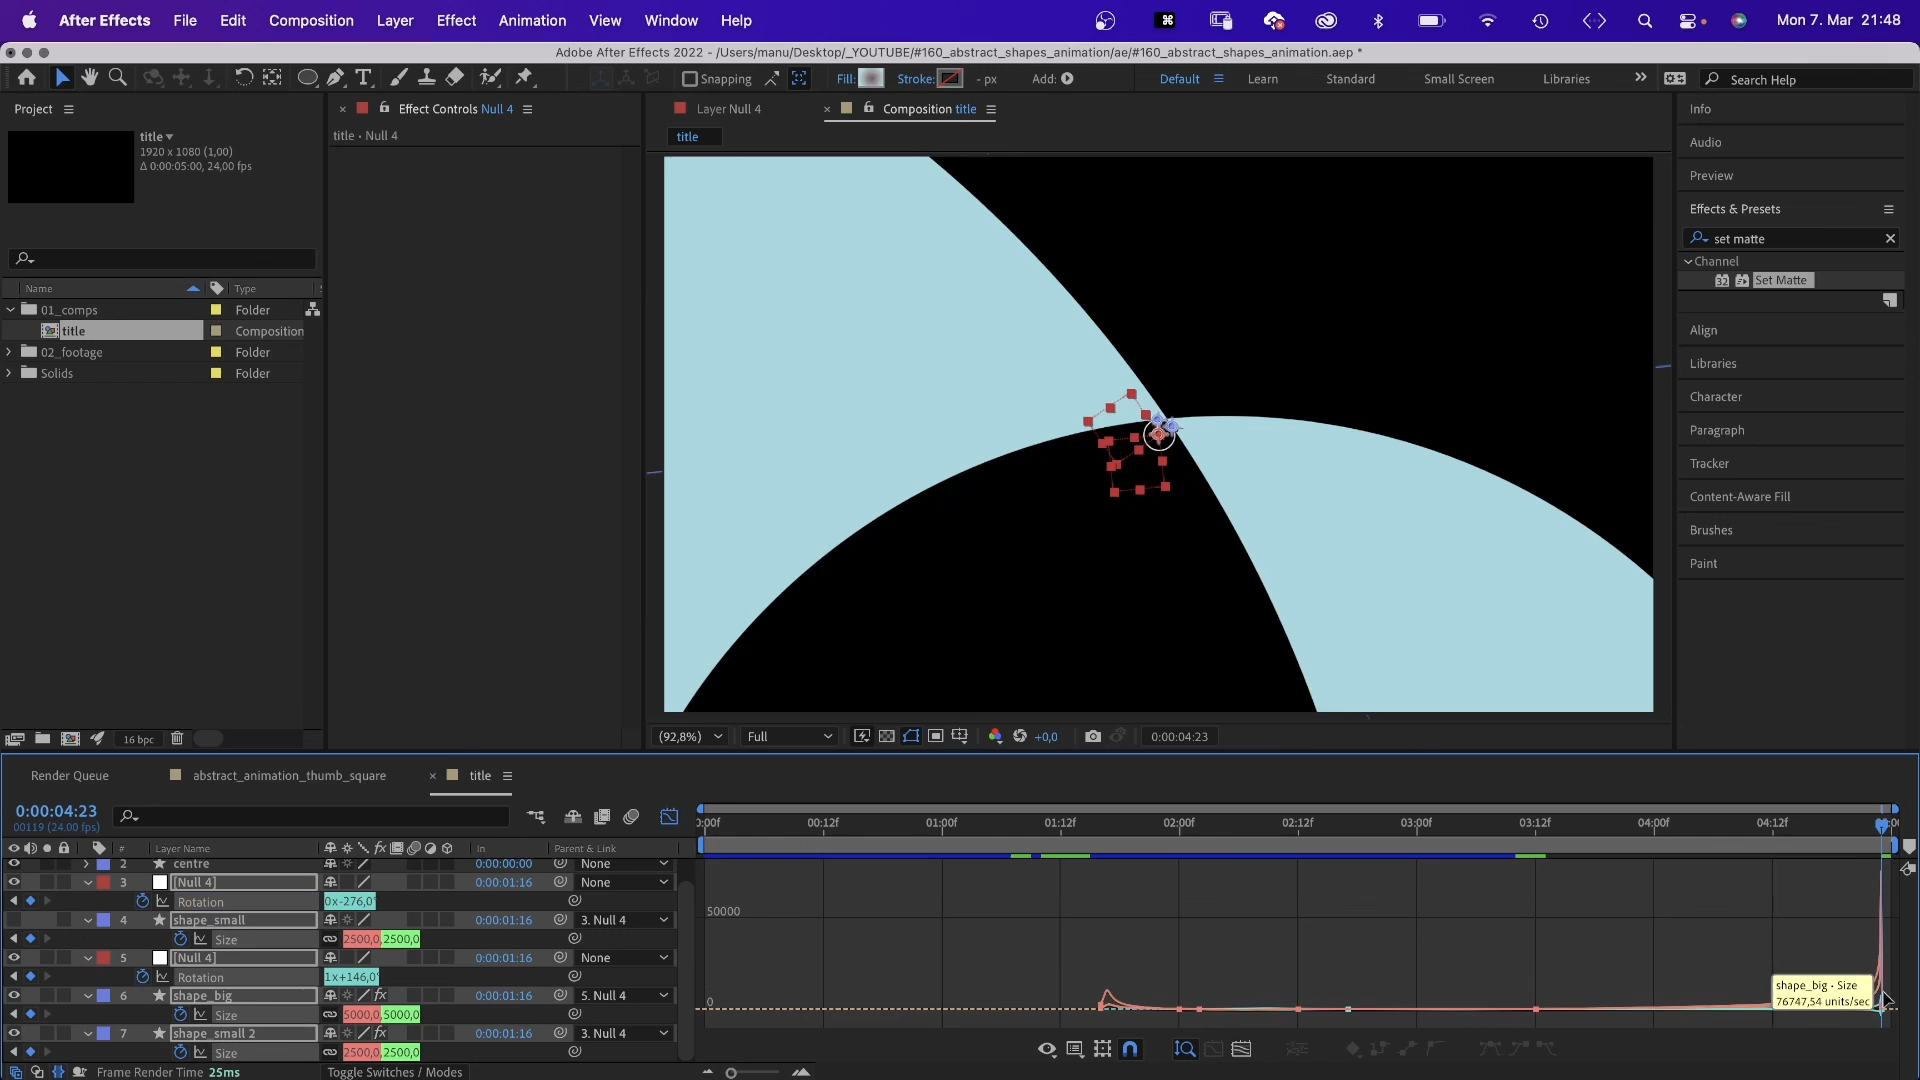 After Effects File Edit Composition Layer Effect Animation View Window Help Mon 7. Mar 21:48
Adobe After Effects 2022 - /Users/manu/Desktop/_YOUTUBE/#160_abstract_shapes_animation/ae/#160_abstract_shapes_animation.aep *
Snapping Fill: Stroke: - px Add: Default Learn Standard Small Screen Libraries Search Help
Project Effect Controls Null 4 Layer Null 4 Composition title Info
title
1920 x 1080 (1,00)
Δ 0:00:05:00, 24,00 fps
title • Null 4
title
Audio
Preview
Effects & Presets
set matte
Channel
32 Set Matte
Align
Libraries
Character
Paragraph
Tracker
Content-Aware Fill
Brushes
Paint
Name Type
01_comps Folder
title Composition
02_footage Folder
Solids Folder
16 bpc
(92,8%) Full +0,0 0:00:04:23
Render Queue abstract_animation_thumb_square title
0:00:04:23
00119 (24.00 fps)
0:00f 00:12f 01:00f 01:12f 02:00f 02:12f 03:00f 03:12f 04:00f 04:12f
# Layer Name In Parent & Link
2 centre 0:00:00:00 None
3 [Null 4] 0:00:01:16 None
Rotation 0x-276,0°
4 shape_small 0:00:01:16 3. Null 4
Size 2500,0,2500,0
5 [Null 4] 0:00:01:16 None
Rotation 1x+146,0°
6 shape_big fx 0:00:01:16 5. Null 4
Size 5000,0,5000,0
7 shape_small 2 fx 0:00:01:16 3. Null 4
Size 2500,0,2500,0
50000
0
shape_big • Size
76747,54 units/sec
Frame Render Time 25ms Toggle Switches / Modes